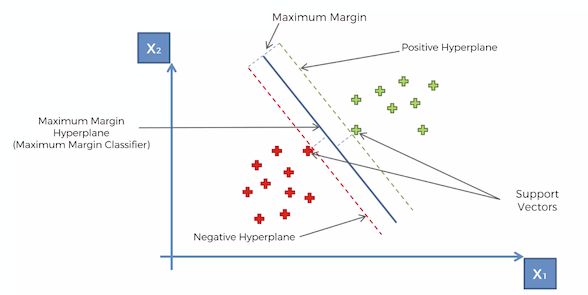 Maximum Margin
X₂
Positive Hyperplane
Maximum Margin
Hyperplane
(Maximum Margin Classifier)
Support
Vectors
Negative Hyperplane
X₁